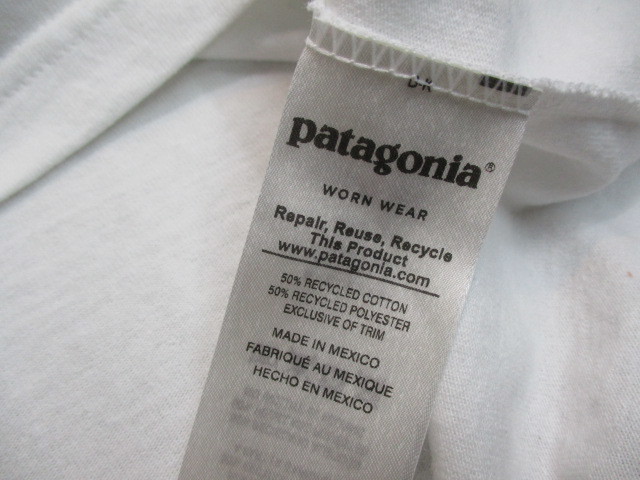 patagonia®
WORN WEAR
Repair, Reuse, Recycle
This Product
www.patagonia.com
50% RECYCLED COTTON
50% RECYCLED POLYESTER
EXCLUSIVE OF TRIM
MADE IN MEXICO
FABRIQUÉ AU MEXIQUE
HECHO EN MEXICO